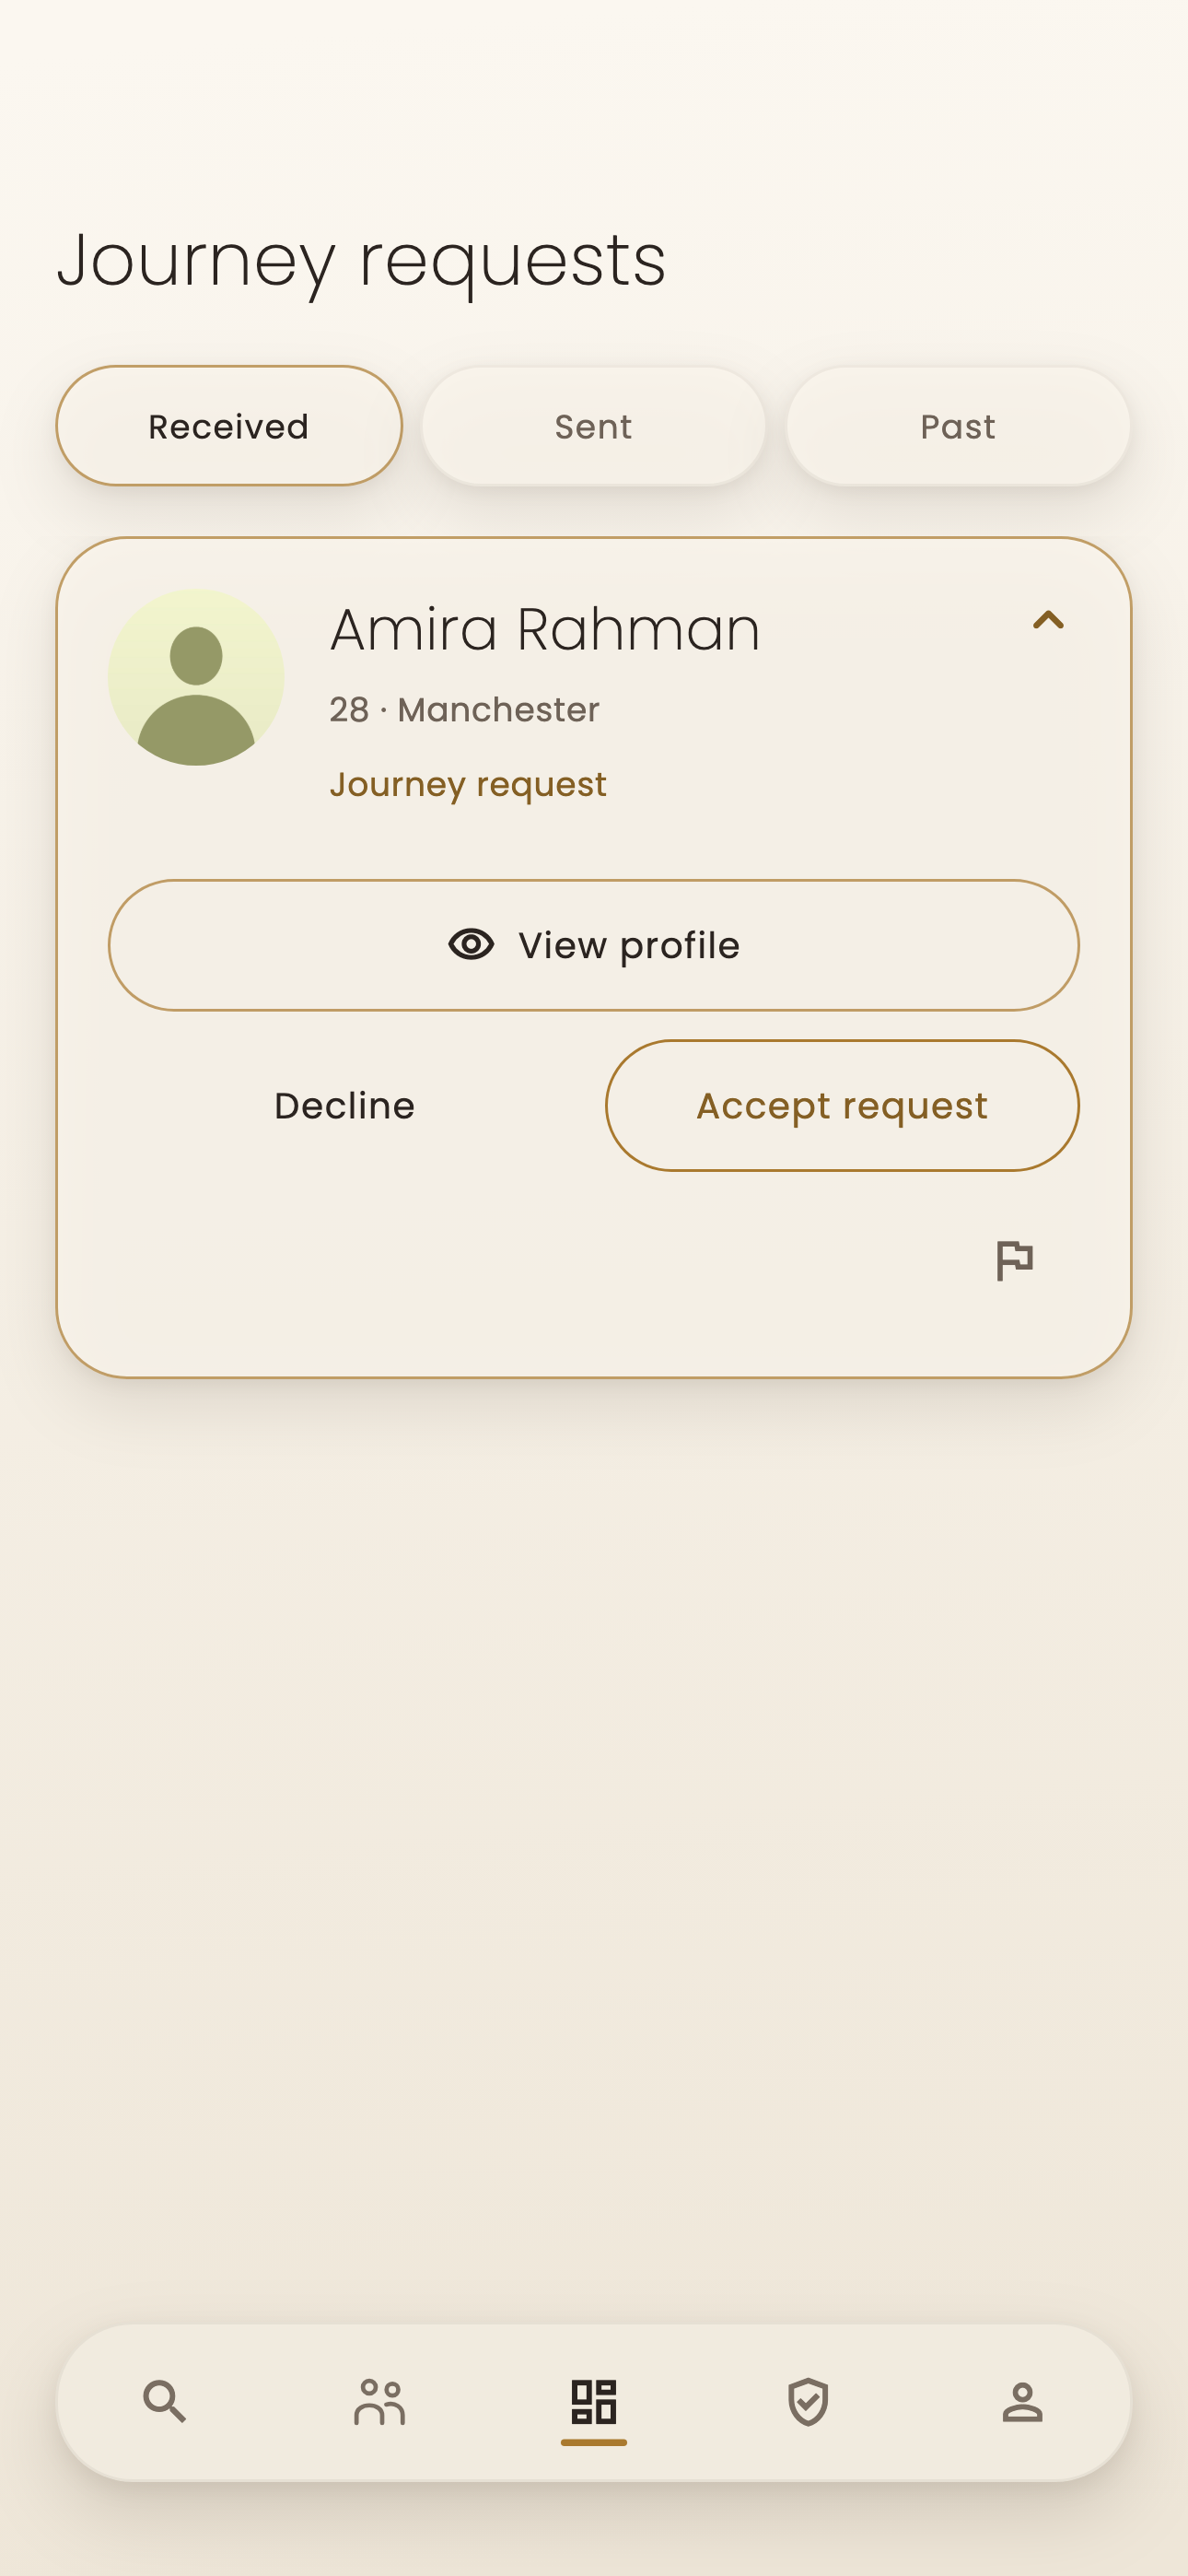 Journey requests
Received
Sent
Past
Amira Rahman
28 · Manchester
Journey request
View profile
Decline
Accept request